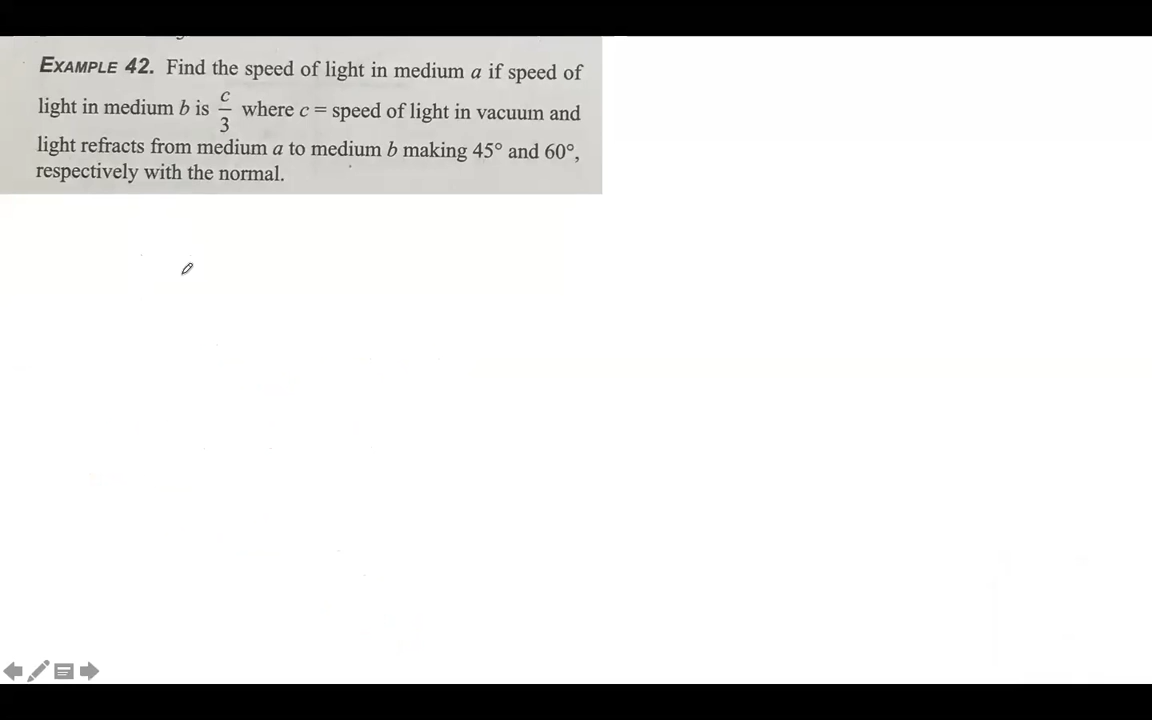 EXAMPLE 42. Find the speed of light in medium a if speed of
light in medium b is c/3 where c = speed of light in vacuum and
light refracts from medium a to medium b making 45° and 60°,
respectively with the normal.